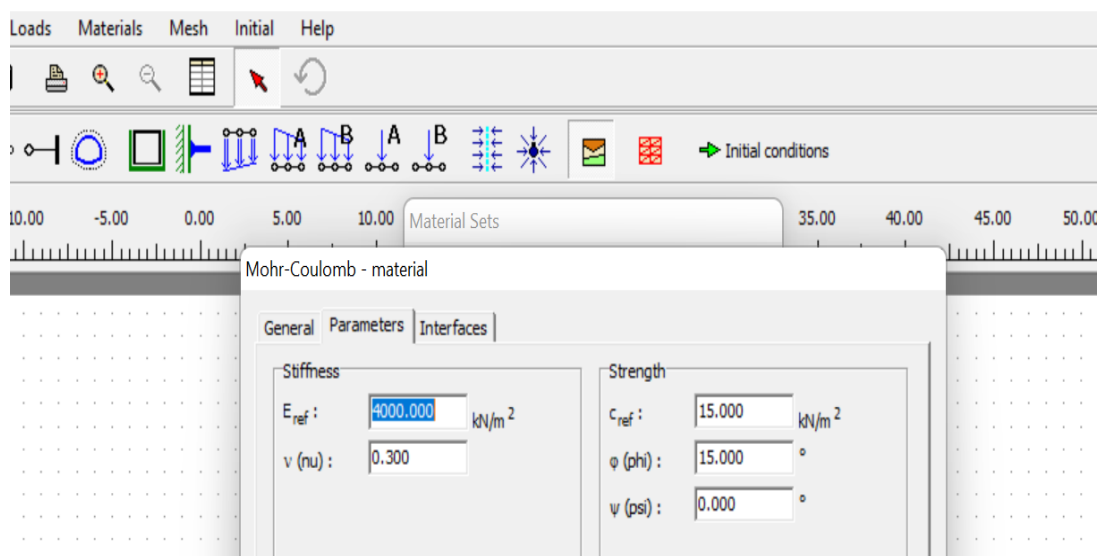 Loads Materials Mesh Initial Help
A B A B Initial conditions
10.00 -5.00 0.00 5.00 10.00 Material Sets 35.00 40.00 45.00 50.00
Mohr-Coulomb - material
General Parameters Interfaces
Stiffness Strength
E ref : 4000.000 kN/m 2 c ref : 15.000 kN/m 2
ν (nu) : 0.300 φ (phi) : 15.000 °
ψ (psi) : 0.000 °